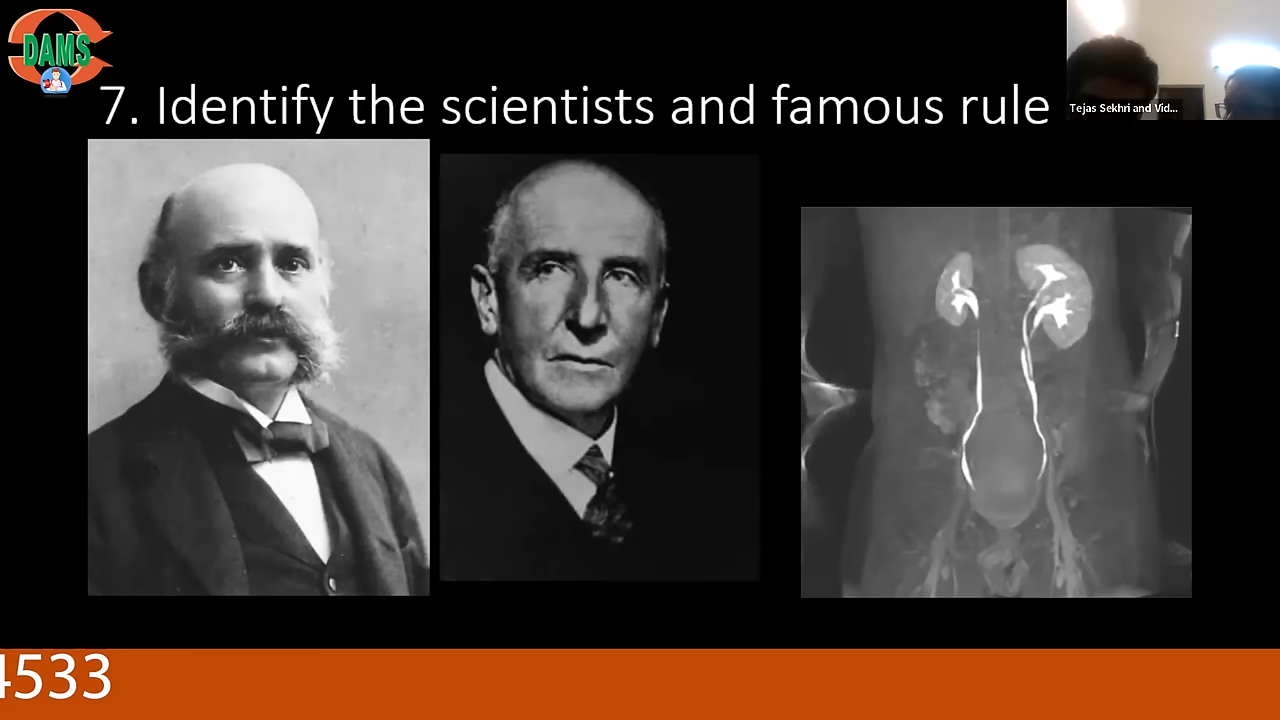 DAMS
7. Identify the scientists and famous rule
Tejas Sekhri and Vid...
4533